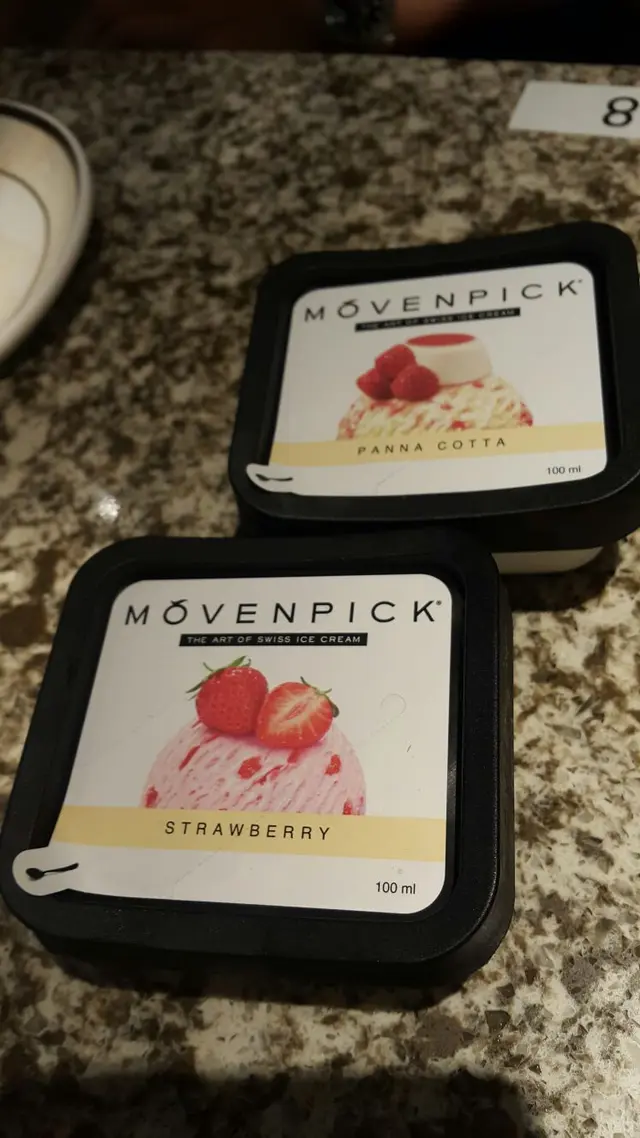 8
MÖVENPICK®
THE ART OF SWISS ICE CREAM
PANNA COTTA
100 ml
MÖVENPICK®
THE ART OF SWISS ICE CREAM
STRAWBERRY
100 ml